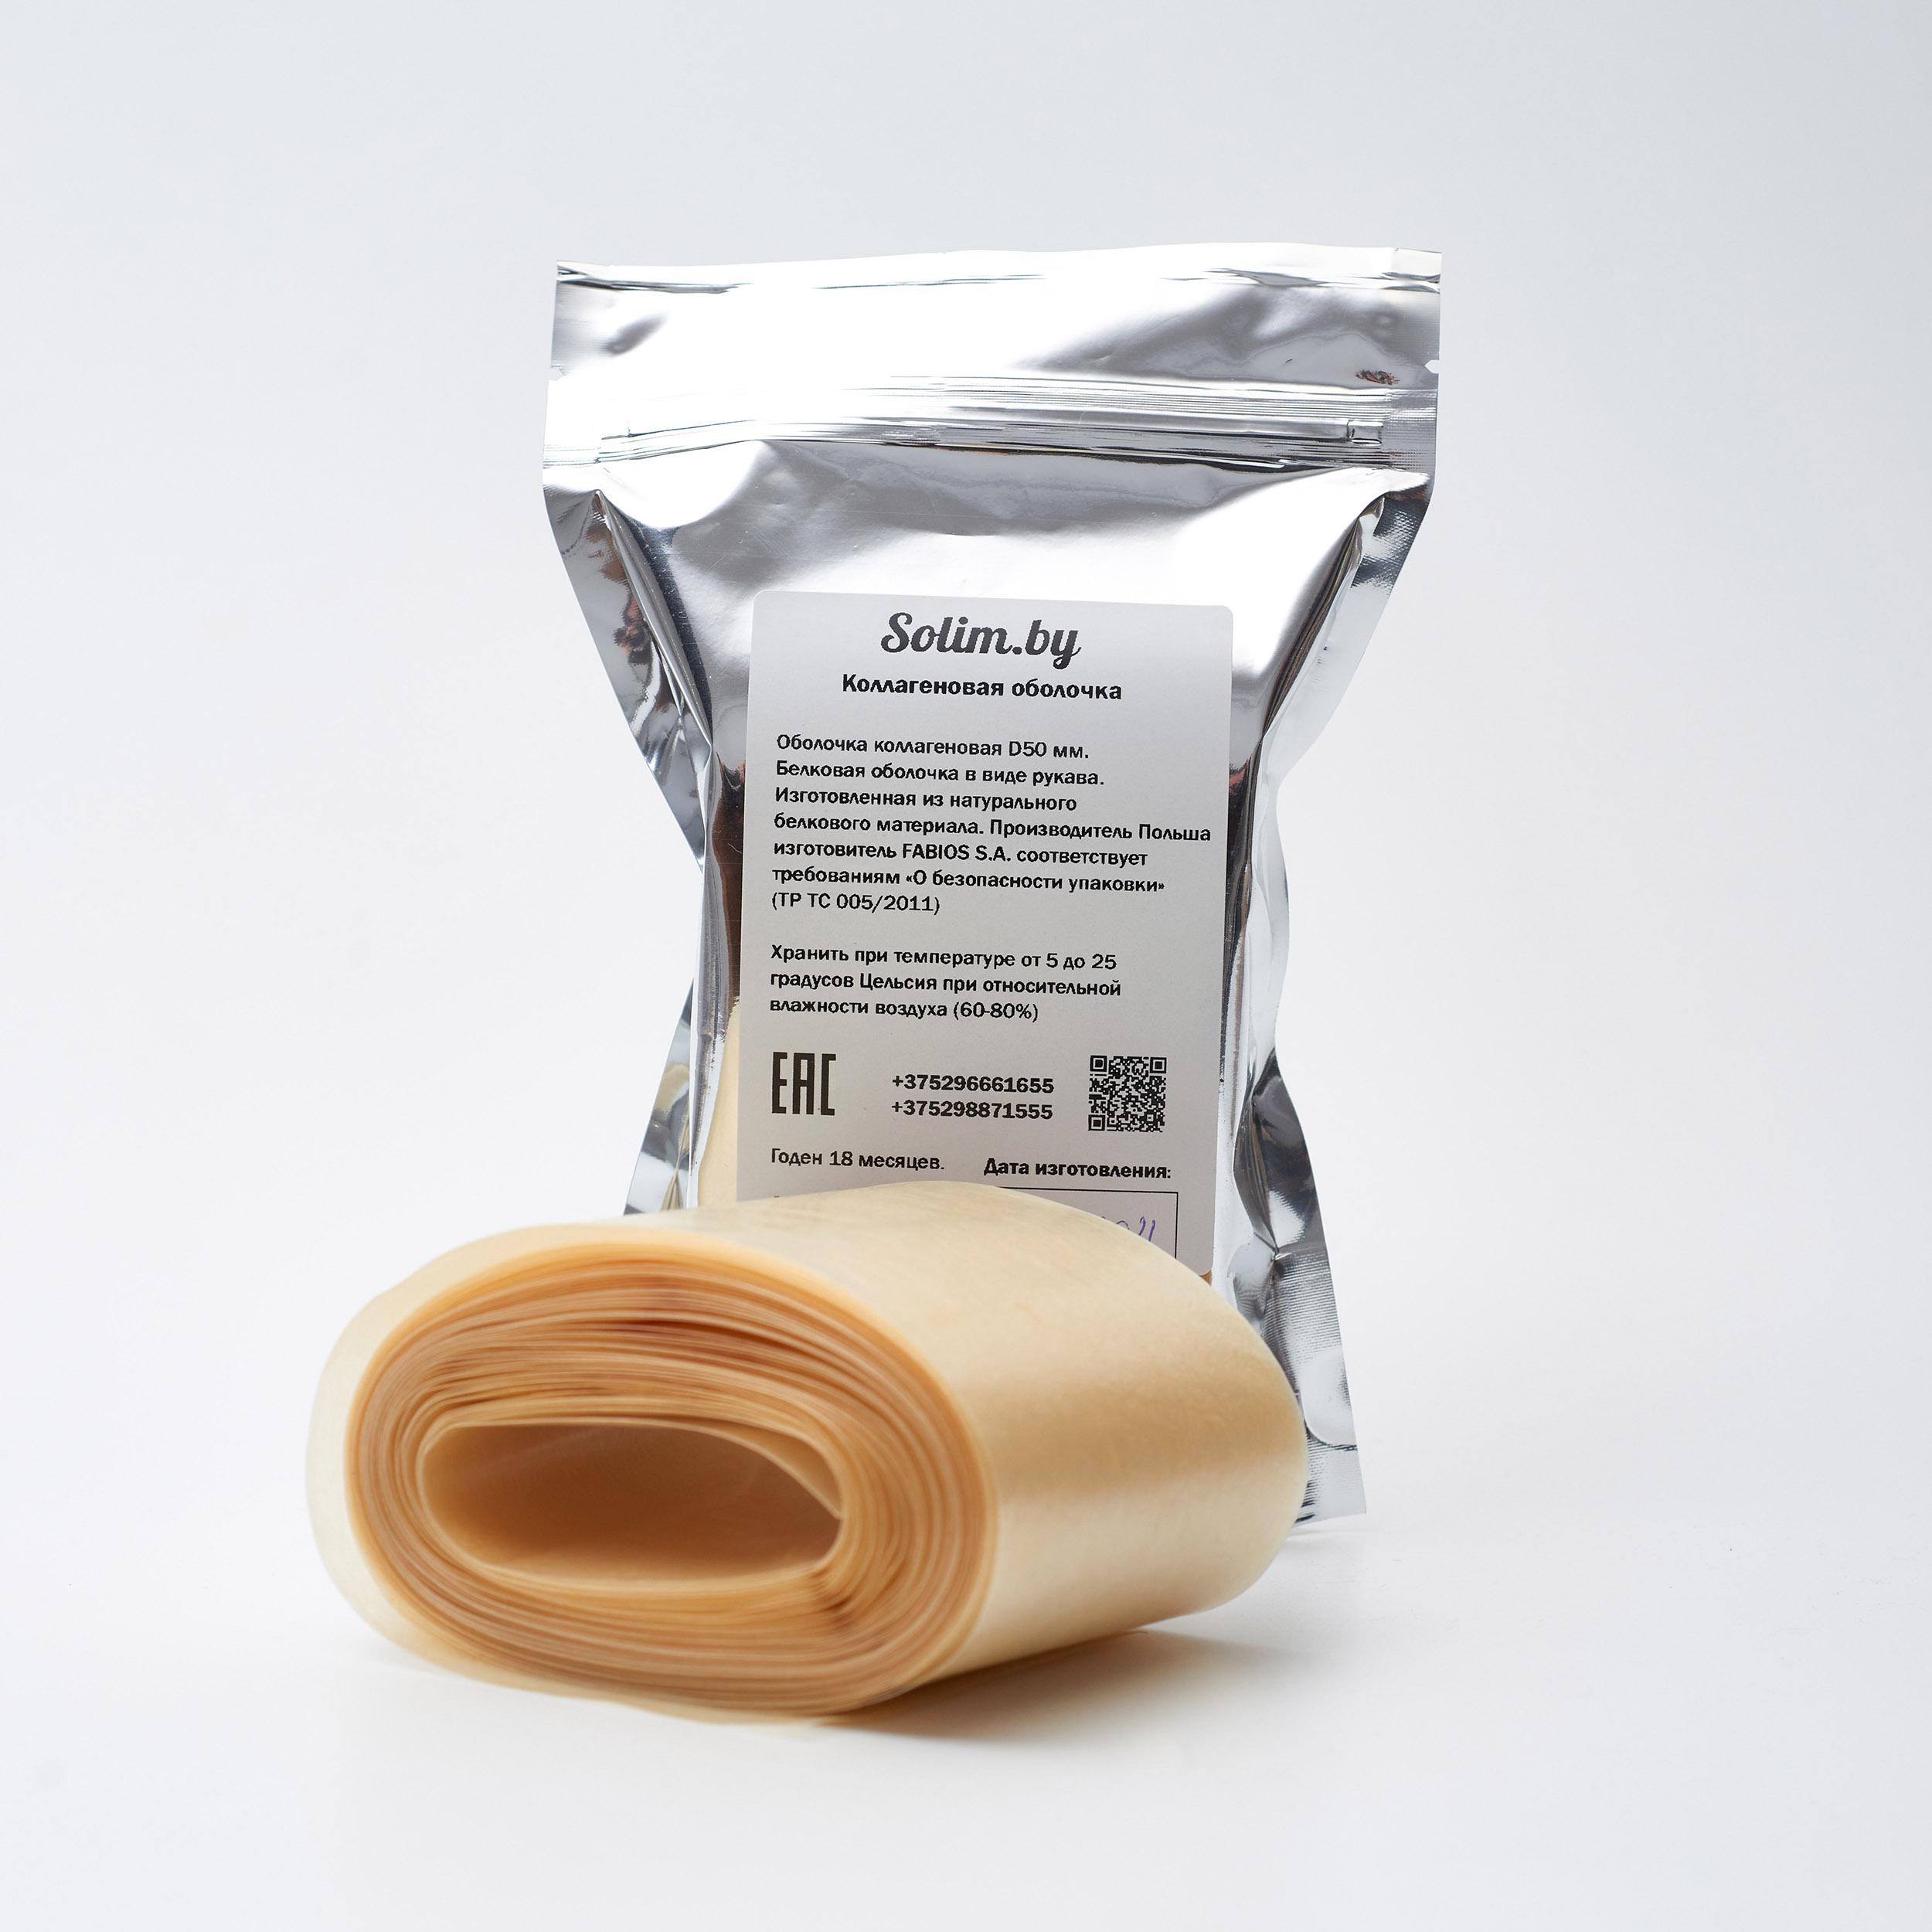 Solim.by
Коллагеновая оболочка
Оболочка коллагеновая D50 мм.
Белковая оболочка в виде рукава.
Изготовленная из натурального
белкового материала. Производитель Польша
изготовитель FABIOS S.A. соответствует
требованиям «О безопасности упаковки»
(ТР ТС 005/2011)
Хранить при температуре от 5 до 25
градусов Цельсия при относительной
влажности воздуха (60-80%)
EAC
+375296661655
+375298871555
Годен 18 месяцев.
Дата изготовления: